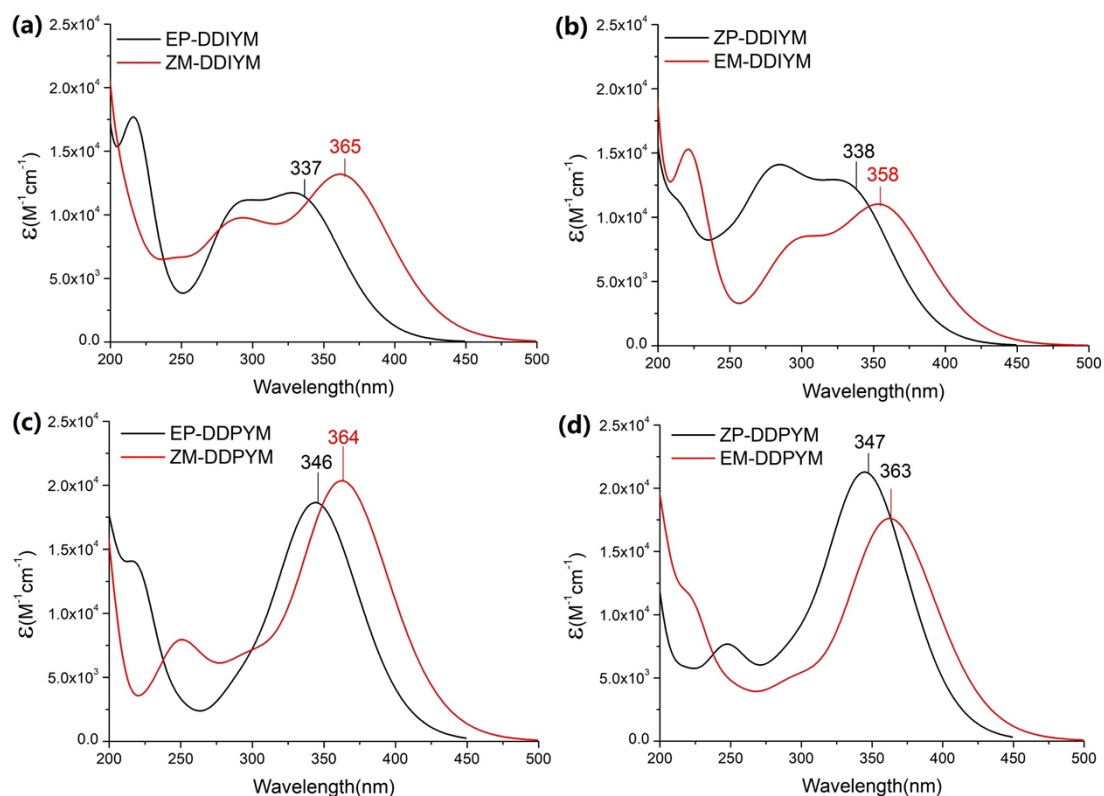 (a)
EP-DDIYM
ZM-DDIYM
337
365
2.5x10⁴
2.0x10⁴
1.5x10⁴
1.0x10⁴
5.0x10³
0.0
ε(M⁻¹cm⁻¹)
200 250 300 350 400 450 500
Wavelength(nm)
(b)
ZP-DDIYM
EM-DDIYM
338
358
2.5x10⁴
2.0x10⁴
1.5x10⁴
1.0x10⁴
5.0x10³
0.0
ε(M⁻¹cm⁻¹)
200 250 300 350 400 450 500
Wavelength(nm)
(c)
EP-DDPYM
ZM-DDPYM
346
364
2.5x10⁴
2.0x10⁴
1.5x10⁴
1.0x10⁴
5.0x10³
0.0
ε(M⁻¹cm⁻¹)
200 250 300 350 400 450 500
Wavelength(nm)
(d)
ZP-DDPYM
EM-DDPYM
347
363
2.5x10⁴
2.0x10⁴
1.5x10⁴
1.0x10⁴
5.0x10³
0.0
ε(M⁻¹cm⁻¹)
200 250 300 350 400 450 500
Wavelength(nm)